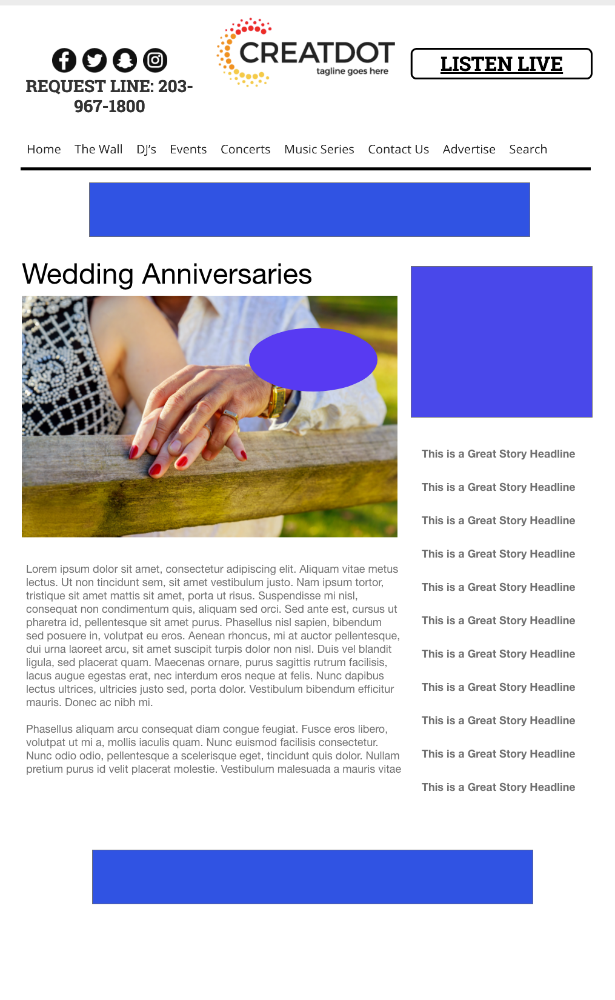 CREATDOT
tagline goes here
REQUEST LINE: 203-
967-1800
LISTEN LIVE
Home The Wall DJ's Events Concerts Music Series Contact Us Advertise Search
Wedding Anniversaries
Lorem ipsum dolor sit amet, consectetur adipiscing elit. Aliquam vitae metus
lectus. Ut non tincidunt sem, sit amet vestibulum justo. Nam ipsum tortor,
tristique sit amet mattis sit amet, porta ut risus. Suspendisse mi nisl,
consequat non condimentum quis, aliquam sed orci. Sed ante est, cursus ut
pharetra id, pellentesque sit amet purus. Phasellus nisl sapien, bibendum
sed posuere in, volutpat eu eros. Aenean rhoncus, mi at auctor pellentesque,
dui urna laoreet arcu, sit amet suscipit turpis dolor non nisl. Duis vel blandit
ligula, sed placerat quam. Maecenas ornare, purus sagittis rutrum facilisis,
lacus augue egestas erat, nec interdum eros neque at felis. Nunc dapibus
lectus ultrices, ultricies justo sed, porta dolor. Vestibulum bibendum efficitur
mauris. Donec ac nibh mi.
Phasellus aliquam arcu consequat diam congue feugiat. Fusce eros libero,
volutpat ut mi a, mollis iaculis quam. Nunc euismod facilisis consectetur.
Nunc odio odio, pellentesque a scelerisque eget, tincidunt quis dolor. Nullam
pretium purus id velit placerat molestie. Vestibulum malesuada a mauris vitae
This is a Great Story Headline
This is a Great Story Headline
This is a Great Story Headline
This is a Great Story Headline
This is a Great Story Headline
This is a Great Story Headline
This is a Great Story Headline
This is a Great Story Headline
This is a Great Story Headline
This is a Great Story Headline
This is a Great Story Headline